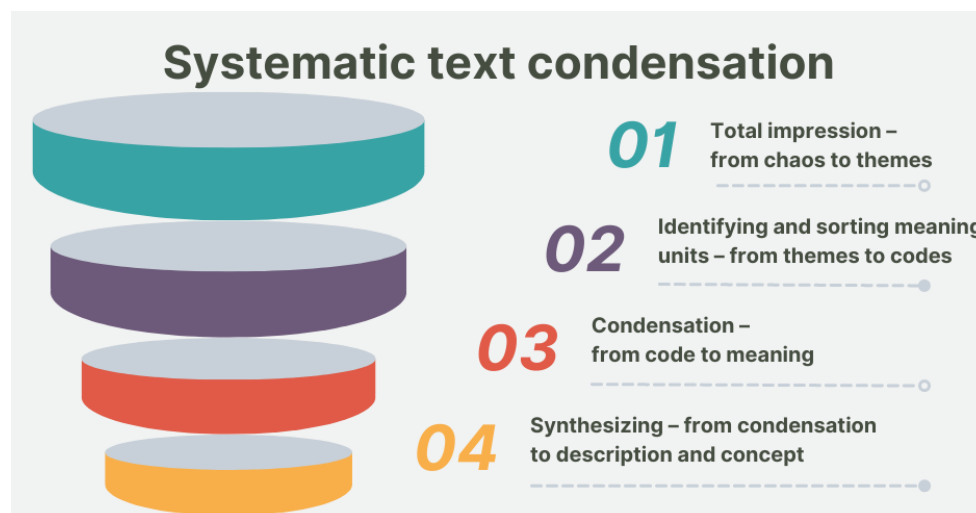 Systematic text condensation
01
Total impression –
from chaos to themes
02
Identifying and sorting meaning
units – from themes to codes
03
Condensation –
from code to meaning
04
Synthesizing – from condensation
to description and concept